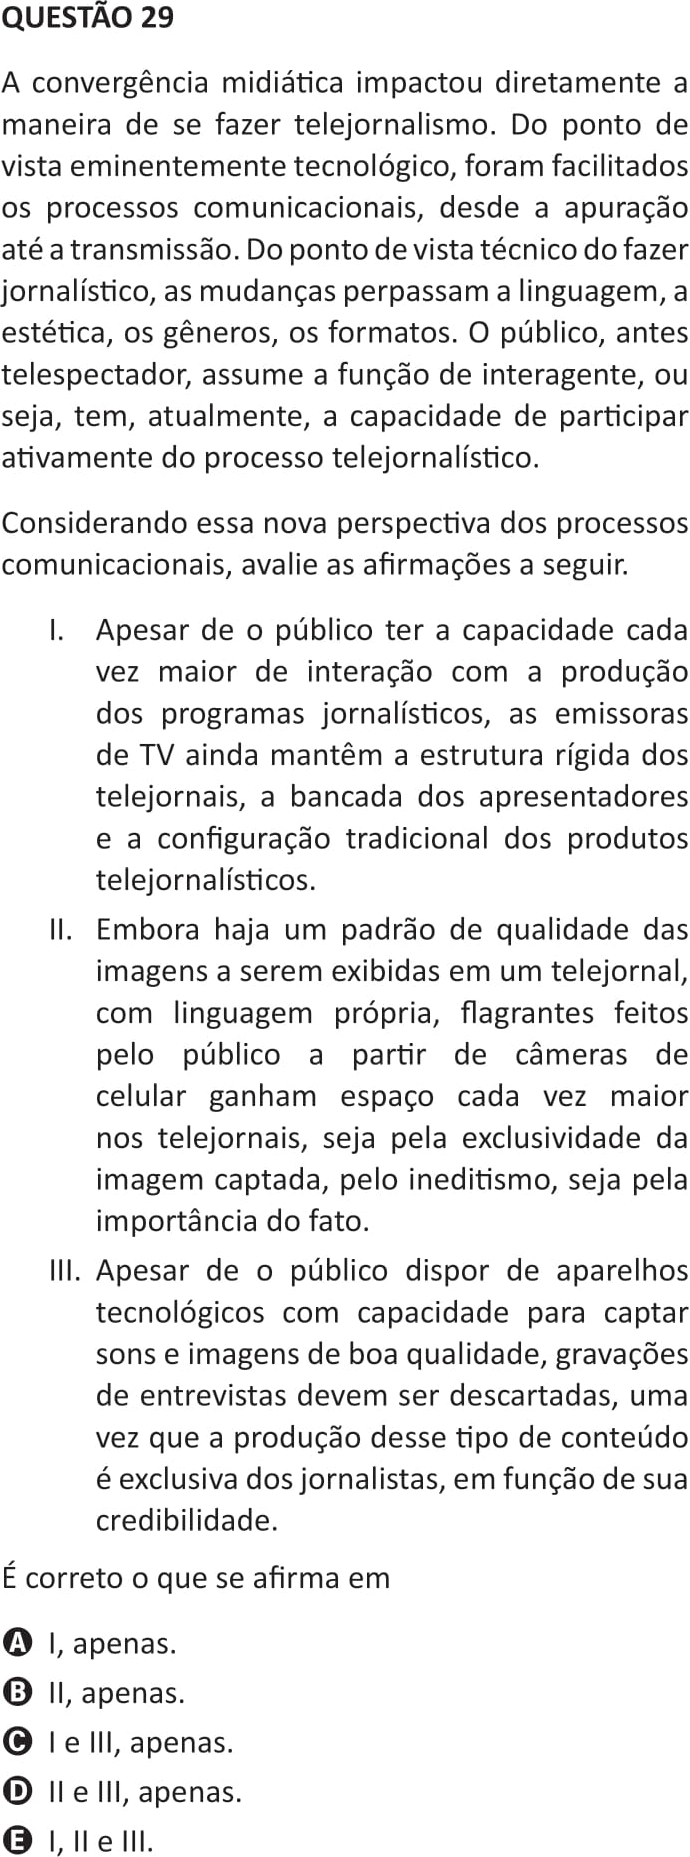 QUESTÃO 29
A convergência midiática impactou diretamente a
maneira de se fazer telejornalismo. Do ponto de
vista eminentemente tecnológico, foram facilitados
os processos comunicacionais, desde a apuração
até a transmissão. Do ponto de vista técnico do fazer
jornalístico, as mudanças perpassam a linguagem, a
estética, os gêneros, os formatos. O público, antes
telespectador, assume a função de interagente, ou
seja, tem, atualmente, a capacidade de participar
ativamente do processo telejornalístico.
Considerando essa nova perspectiva dos processos
comunicacionais, avalie as afirmações a seguir.
I. Apesar de o público ter a capacidade cada
vez maior de interação com a produção
dos programas jornalísticos, as emissoras
de TV ainda mantêm a estrutura rígida dos
telejornais, a bancada dos apresentadores
e a configuração tradicional dos produtos
telejornalísticos.
II. Embora haja um padrão de qualidade das
imagens a serem exibidas em um telejornal,
com linguagem própria, flagrantes feitos
pelo público a partir de câmeras de
celular ganham espaço cada vez maior
nos telejornais, seja pela exclusividade da
imagem captada, pelo ineditismo, seja pela
importância do fato.
III. Apesar de o público dispor de aparelhos
tecnológicos com capacidade para captar
sons e imagens de boa qualidade, gravações
de entrevistas devem ser descartadas, uma
vez que a produção desse tipo de conteúdo
é exclusiva dos jornalistas, em função de sua
credibilidade.
É correto o que se afirma em
A I, apenas.
B II, apenas.
C I e III, apenas.
D II e III, apenas.
E I, II e III.